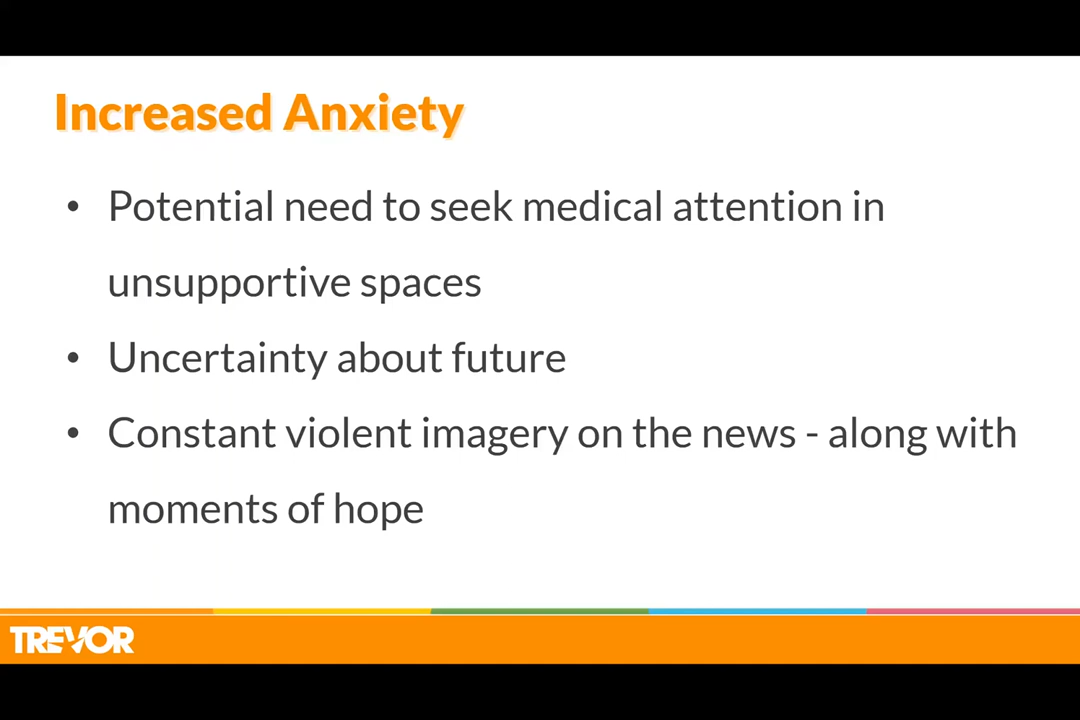 Increased Anxiety
• Potential need to seek medical attention in
unsupportive spaces
• Uncertainty about future
• Constant violent imagery on the news - along with
moments of hope
TREVOR